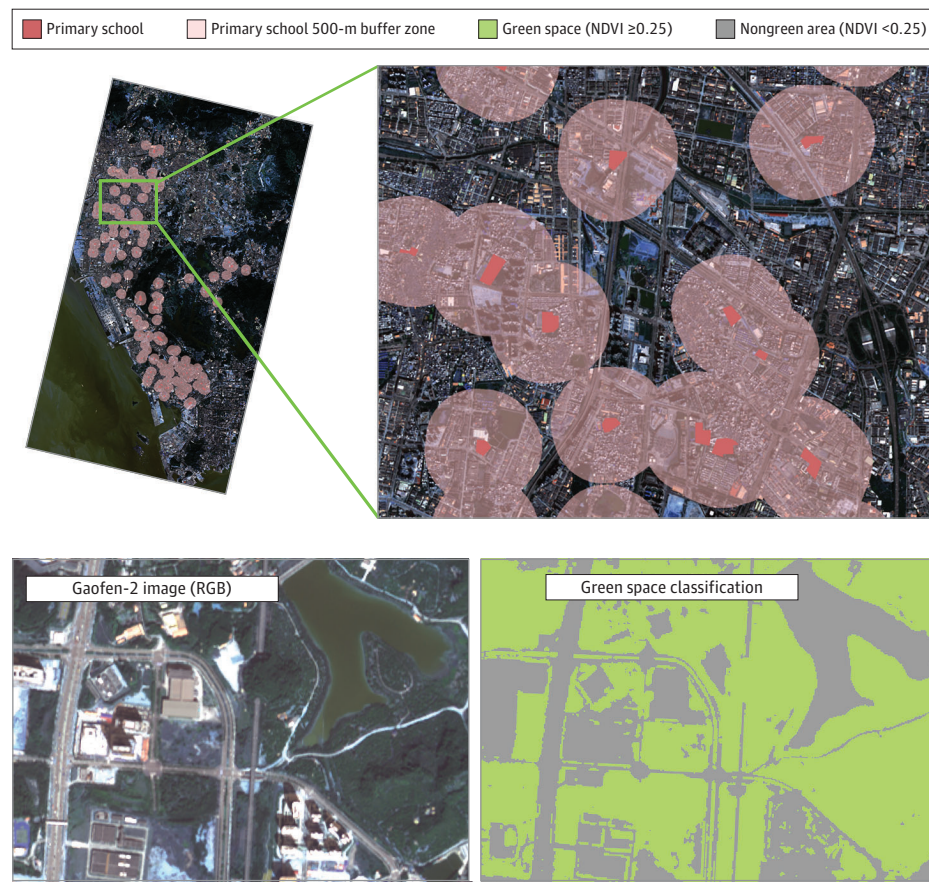 Primary school
Primary school 500-m buffer zone
Green space (NDVI ≥0.25)
Nongreen area (NDVI <0.25)
Gaofen-2 image (RGB)
Green space classification